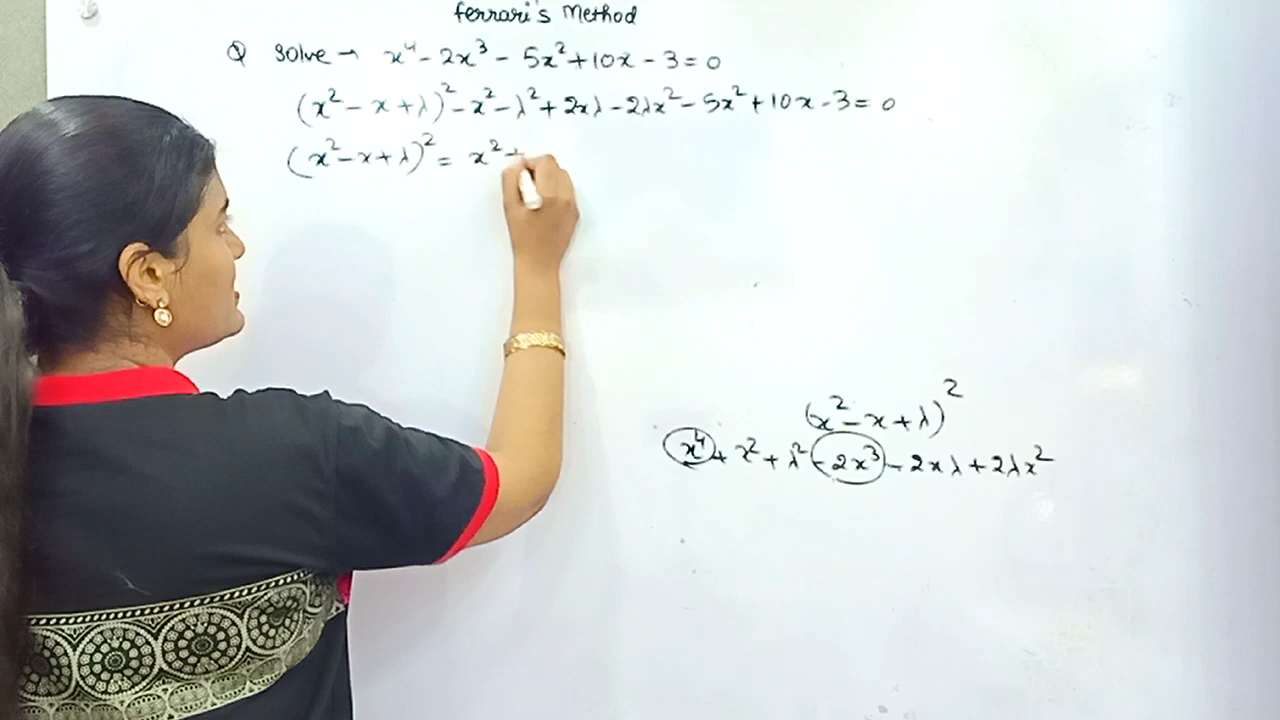 Ferrari's Method
Q Solve → x⁴ - 2x³ - 5x² + 10x - 3 = 0
(x² - x + λ)² - x² - λ² + 2xλ - 2λx² - 5x² + 10x - 3 = 0
(x² - x + λ)² = x² +
(x² - x + λ)²
x⁴ + x² + λ² - 2x³ - 2xλ + 2λx²